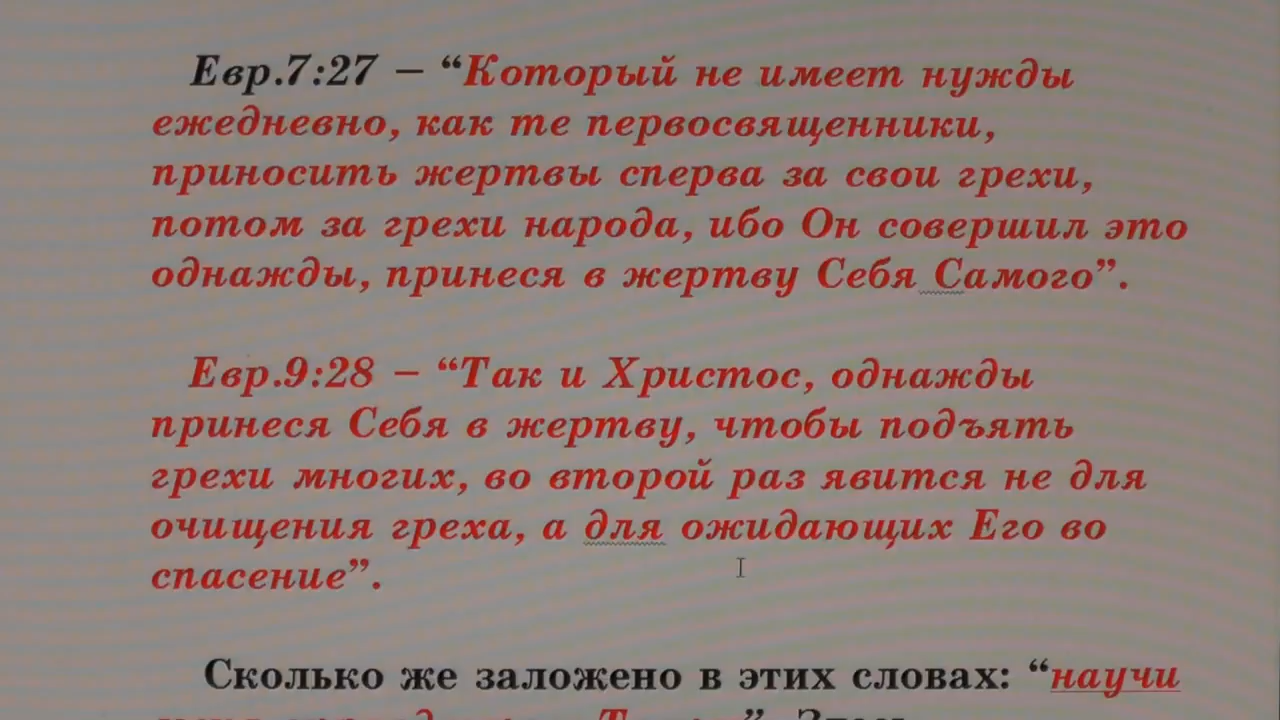 Евр.7:27 – “Который не имеет нужды
ежедневно, как те первосвященники,
приносить жертвы сперва за свои грехи,
потом за грехи народа, ибо Он совершил это
однажды, принеся в жертву Себя Самого”.
Евр.9:28 – “Так и Христос, однажды
принеся Себя в жертву, чтобы подъять
грехи многих, во второй раз явится не для
очищения греха, а для ожидающих Его во
спасение”.
Сколько же заложено в этих словах: “научи